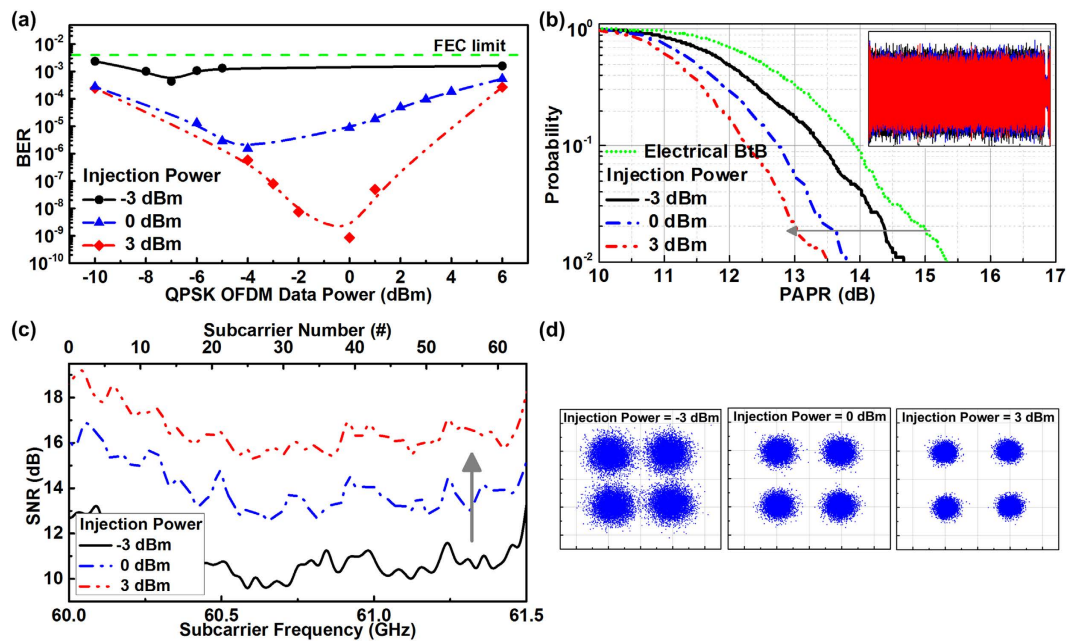 (a)
10⁻²
10⁻³
10⁻⁴
10⁻⁵
10⁻⁶
10⁻⁷
10⁻⁸
10⁻⁹
10⁻¹⁰
BER
FEC limit
Injection Power
-3 dBm
0 dBm
3 dBm
-10 -8 -6 -4 -2 0 2 4 6
QPSK OFDM Data Power (dBm)
(b)
10⁰
10⁻¹
10⁻²
Probability
Electrical BtB
Injection Power
-3 dBm
0 dBm
3 dBm
10 11 12 13 14 15 16 17
PAPR (dB)
(c)
Subcarrier Number (#)
0 10 20 30 40 50 60
18
16
14
12
10
SNR (dB)
Injection Power
-3 dBm
0 dBm
3 dBm
60.0 60.5 61.0 61.5
Subcarrier Frequency (GHz)
(d)
Injection Power = -3 dBm
Injection Power = 0 dBm
Injection Power = 3 dBm